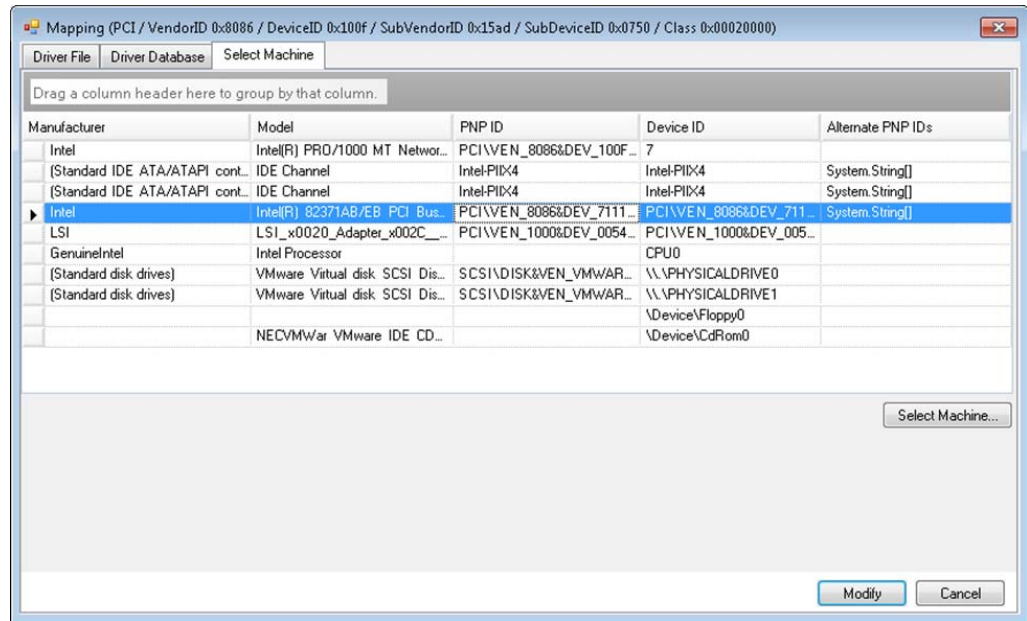 Mapping (PCI / VendorID 0x8086 / DeviceID 0x100f / SubVendorID 0x15ad / SubDeviceID 0x0750 / Class 0x00020000)
Driver File Driver Database Select Machine
Drag a column header here to group by that column.
Manufacturer Model PNP ID Device ID Alternate PNP IDs
Intel Intel(R) PRO/1000 MT Networ... PCI\VEN_8086&DEV_100F... 7
(Standard IDE ATA/ATAPI cont... IDE Channel Intel-PIIX4 Intel-PIIX4 System.String[]
(Standard IDE ATA/ATAPI cont... IDE Channel Intel-PIIX4 Intel-PIIX4 System.String[]
Intel Intel(R) 82371AB/EB PCI Bus... PCI\VEN_8086&DEV_7111... PCI\VEN_8086&DEV_711... System.String[]
LSI LSI_x0020_Adapter_x002C__... PCI\VEN_1000&DEV_0054... PCI\VEN_1000&DEV_005...
GenuineIntel Intel Processor CPU0
(Standard disk drives) VMware Virtual disk SCSI Dis... SCSI\DISK&VEN_VMWAR... \\.\PHYSICALDRIVE0
(Standard disk drives) VMware Virtual disk SCSI Dis... SCSI\DISK&VEN_VMWAR... \\.\PHYSICALDRIVE1
\Device\Floppy0
NECVMWar VMware IDE CD... \Device\CdRom0
Select Machine...
Modify Cancel